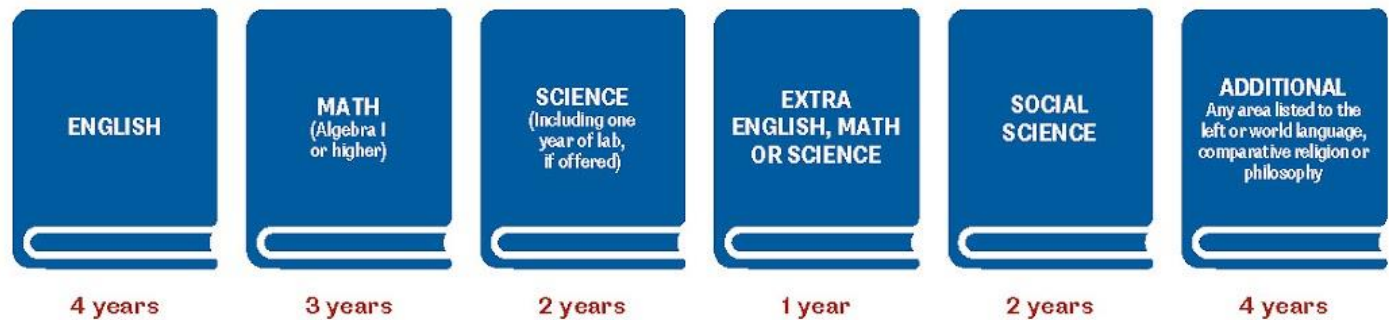 ENGLISH
MATH
(Algebra I
or higher)
SCIENCE
(Including one
year of lab,
if offered)
EXTRA
ENGLISH, MATH
OR SCIENCE
SOCIAL
SCIENCE
ADDITIONAL
Any area listed to the
left or world language,
comparative religion or
philosophy
4 years
3 years
2 years
1 year
2 years
4 years